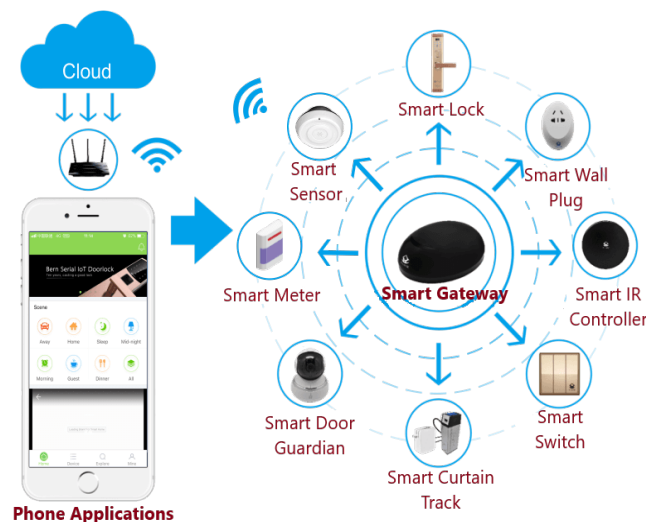 Cloud
Smart Lock
Smart
Sensor
Smart Wall
Plug
Bern Serial IoT Doorlock
Smart Meter
Smart Gateway
Smart IR
Controller
Scene
Away
Home
Sleep
Mid-night
Morning
Guest
Dinner
All
Smart Door
Guardian
Smart
Switch
Smart Curtain
Track
Home
Explore
Phone Applications